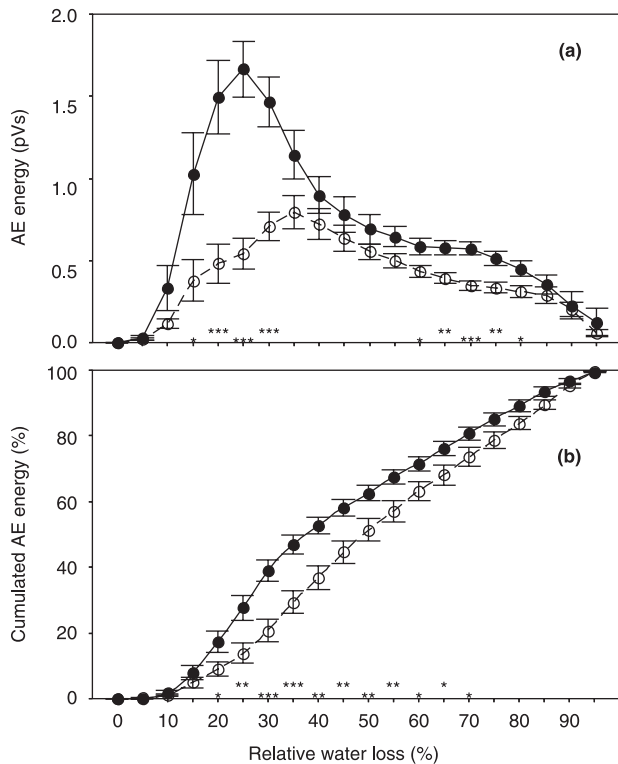 2.0
(a)
1.5
AE energy (pVs)
1.0
0.5
*** *** ** **
0.0
* *** * *** *
100
80
(b)
60
Cumulated AE energy (%)
40
20
** *** ** ** *
0
* *** ** ** * *
0 10 20 30 40 50 60 70 80 90
Relative water loss (%)